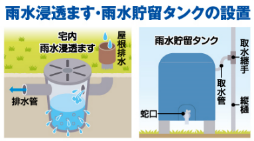 雨水浸透ます・雨水貯留タンクの設置
宅内
雨水浸透ます
屋根排水
排水管
雨水貯留タンク
取水継手
取水管
蛇口
縦樋